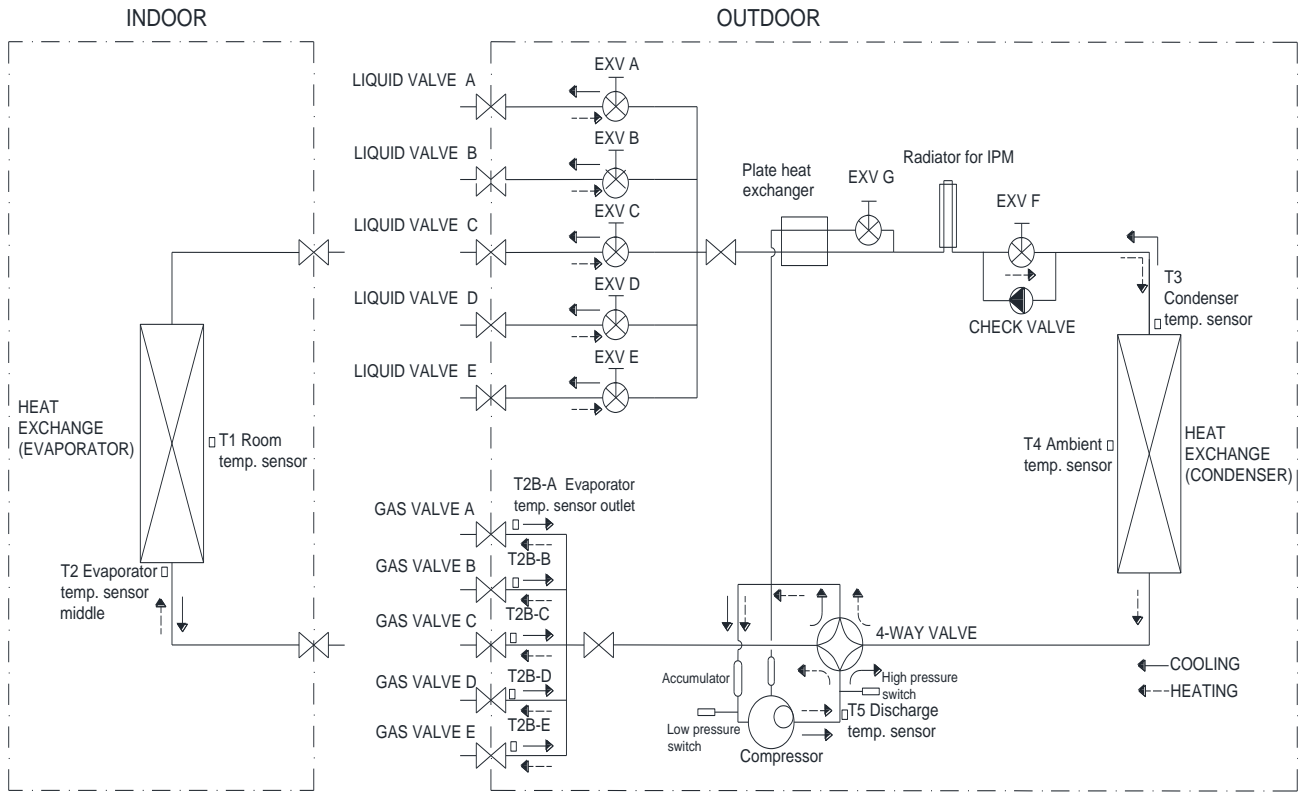 INDOOR
OUTDOOR
LIQUID VALVE A
EXV A
LIQUID VALVE B
EXV B
LIQUID VALVE C
EXV C
LIQUID VALVE D
EXV D
LIQUID VALVE E
EXV E
Plate heat
exchanger
EXV G
Radiator for IPM
EXV F
CHECK VALVE
T3
Condenser
temp. sensor
HEAT
EXCHANGE
(EVAPORATOR)
T1 Room
temp. sensor
T4 Ambient
temp. sensor
HEAT
EXCHANGE
(CONDENSER)
T2 Evaporator
temp. sensor
middle
GAS VALVE A
T2B-A Evaporator
temp. sensor outlet
GAS VALVE B
T2B-B
GAS VALVE C
T2B-C
GAS VALVE D
T2B-D
GAS VALVE E
T2B-E
4-WAY VALVE
Accumulator
High pressure
switch
Low pressure
switch
T5 Discharge
temp. sensor
Compressor
COOLING
HEATING